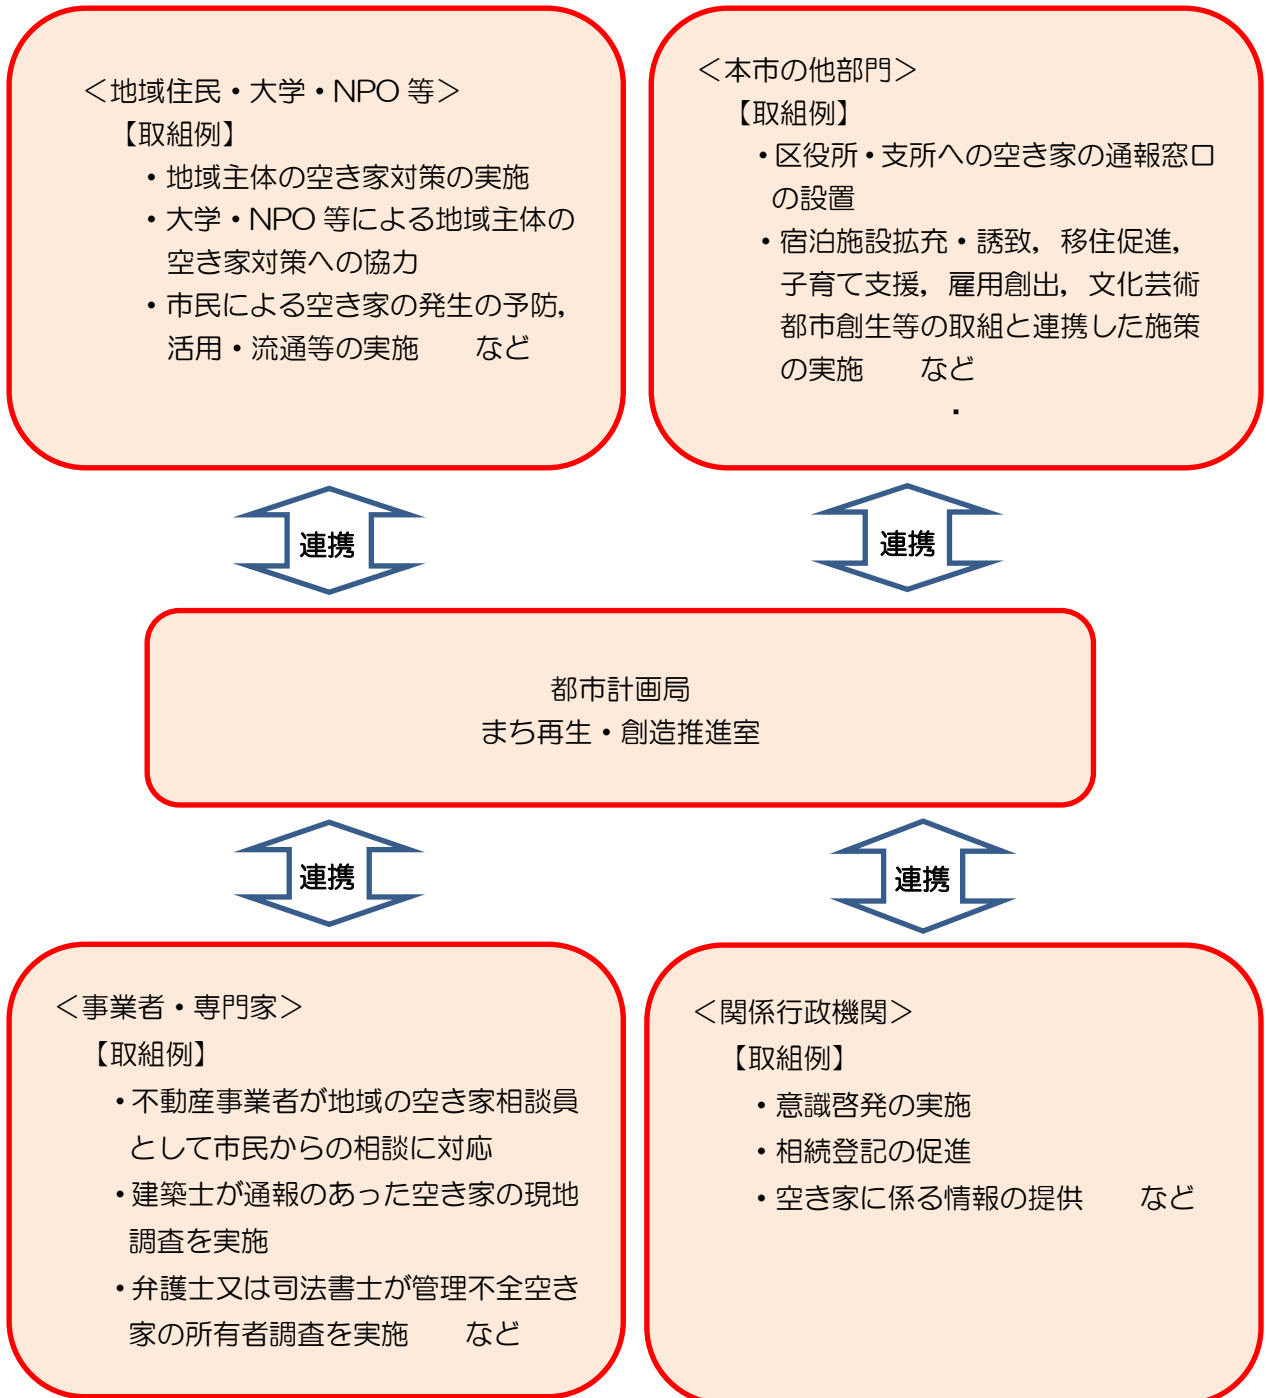 <地域住民・大学・NPO 等>
【取組例】
・地域主体の空き家対策の実施
・大学・NPO 等による地域主体の
空き家対策への協力
・市民による空き家の発生の予防，
活用・流通等の実施　　など
<本市の他部門>
【取組例】
・区役所・支所への空き家の通報窓口
の設置
・宿泊施設拡充・誘致，移住促進，
子育て支援，雇用創出，文化芸術
都市創生等の取組と連携した施策
の実施　　など
・
連携
連携
都市計画局
まち再生・創造推進室
連携
連携
<事業者・専門家>
【取組例】
・不動産事業者が地域の空き家相談員
として市民からの相談に対応
・建築士が通報のあった空き家の現地
調査を実施
・弁護士又は司法書士が管理不全空き
家の所有者調査を実施　　など
<関係行政機関>
【取組例】
・意識啓発の実施
・相続登記の促進
・空き家に係る情報の提供　　など